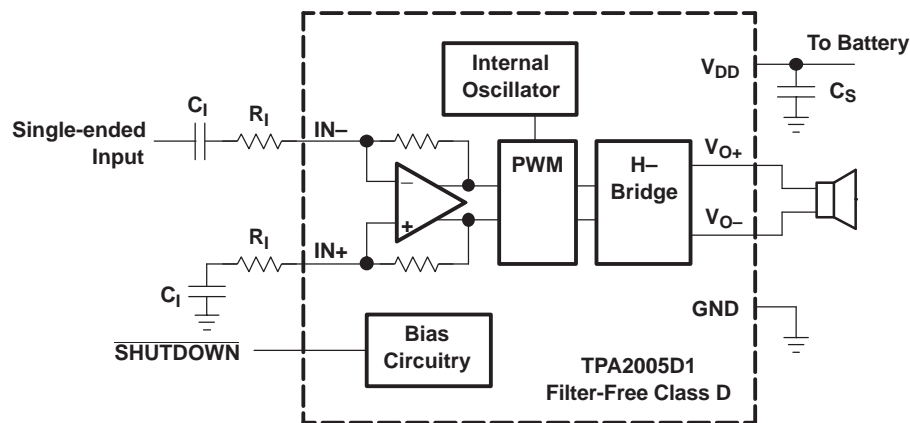 To Battery
Internal
Oscillator
V_DD
C_S
C_I
R_I
IN–
Single-ended
Input
PWM
H–
Bridge
V_O+
–
+
V_O–
R_I
IN+
C_I
GND
SHUTDOWN
Bias
Circuitry
TPA2005D1
Filter-Free Class D